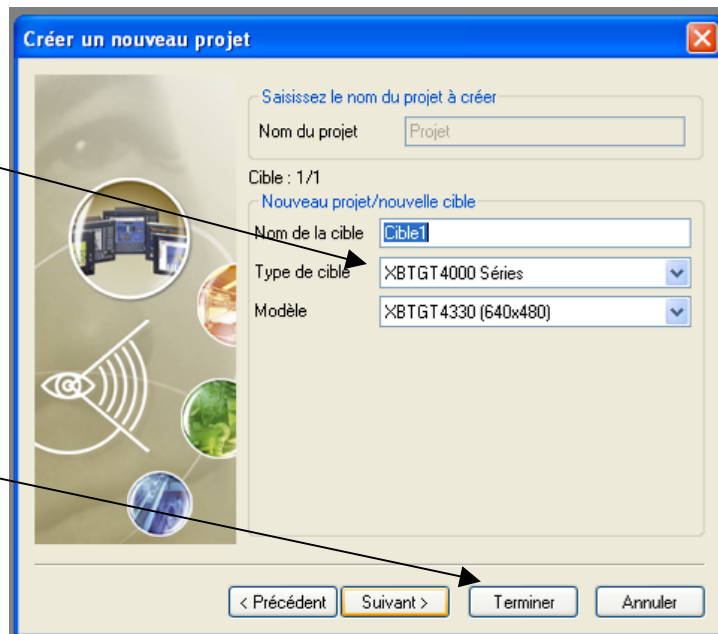 Créer un nouveau projet
Saisissez le nom du projet à créer
Nom du projet Projet
Cible : 1/1
Nouveau projet/nouvelle cible
Nom de la cible Cible1
Type de cible XBTGT4000 Séries
Modèle XBTGT4330 (640x480)
< Précédent Suivant > Terminer Annuler